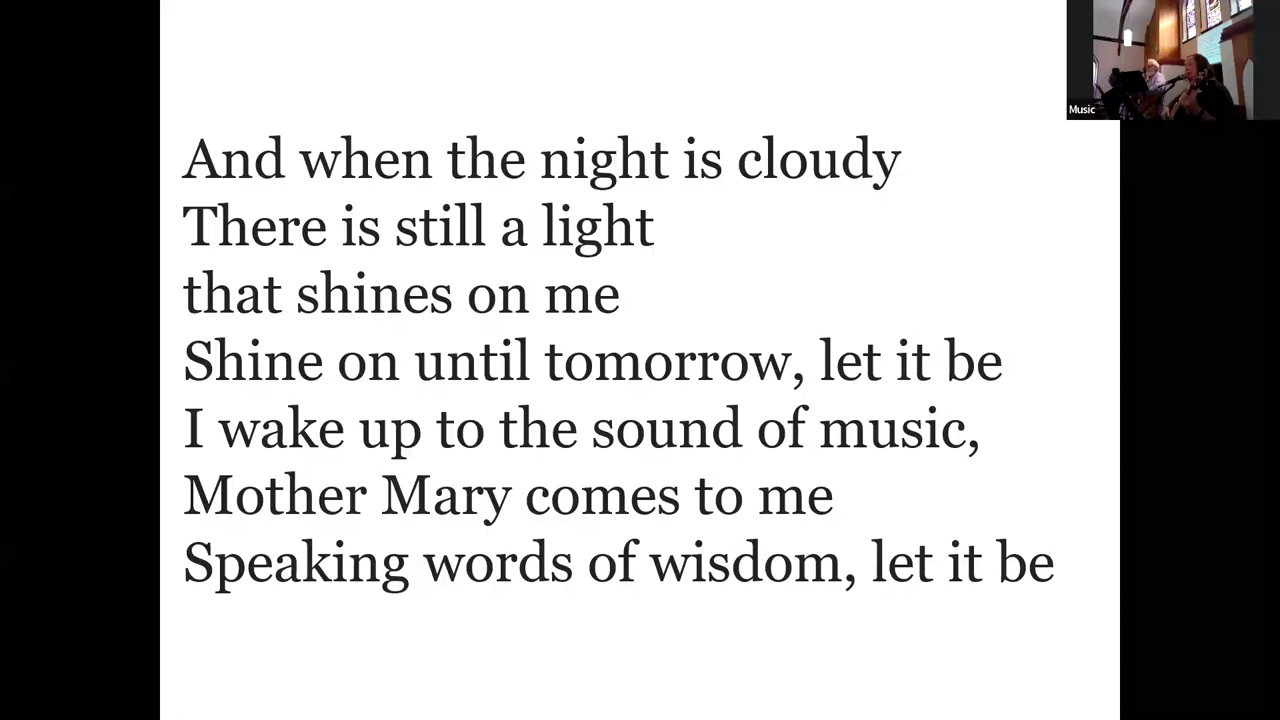 Music
And when the night is cloudy
There is still a light
that shines on me
Shine on until tomorrow, let it be
I wake up to the sound of music,
Mother Mary comes to me
Speaking words of wisdom, let it be